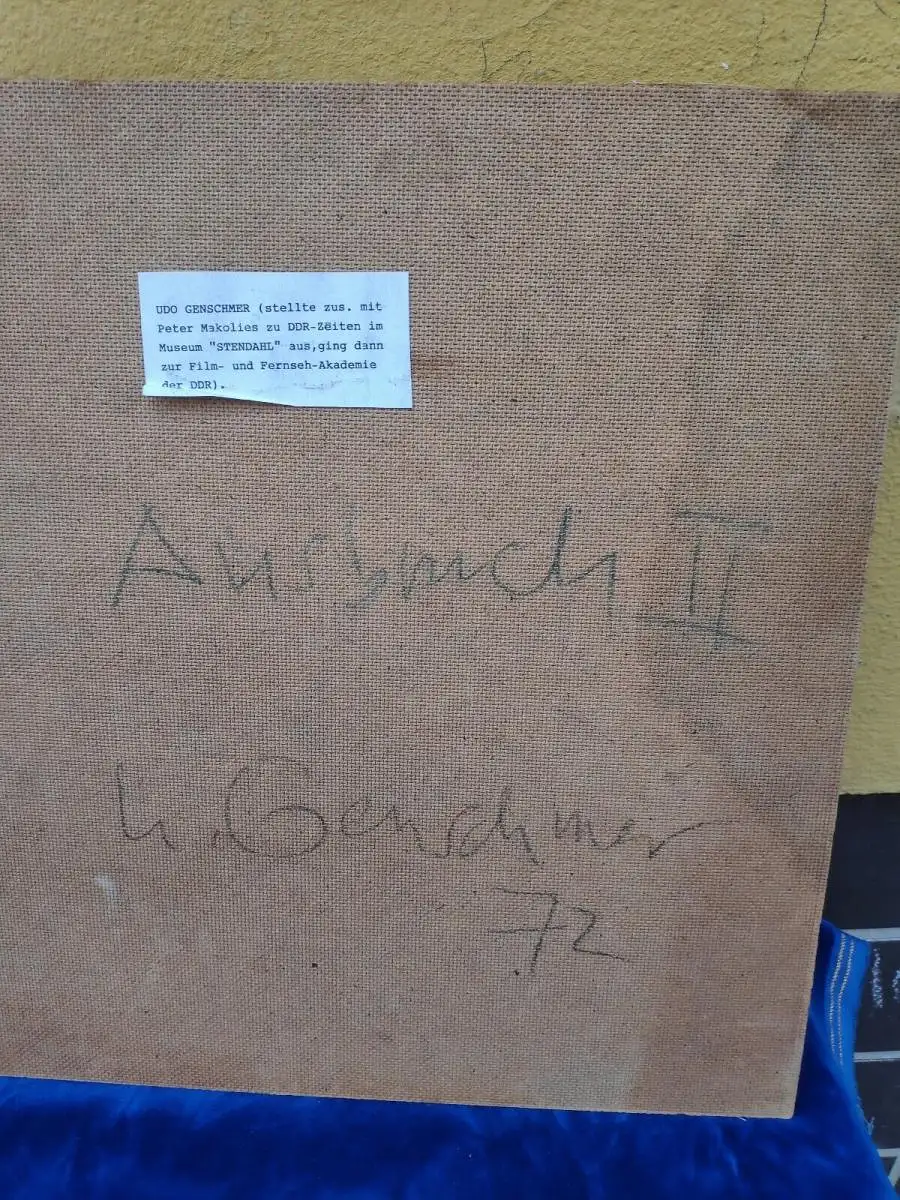 UDO GENSCHMER (stellte zus. mit
Peter Makolies zu DDR-Zeiten im
Museum "STENDAHL" aus,ging dann
zur Film- und Fernseh-Akademie
der DDR).
Ausbruch II
U. Genschmer
72